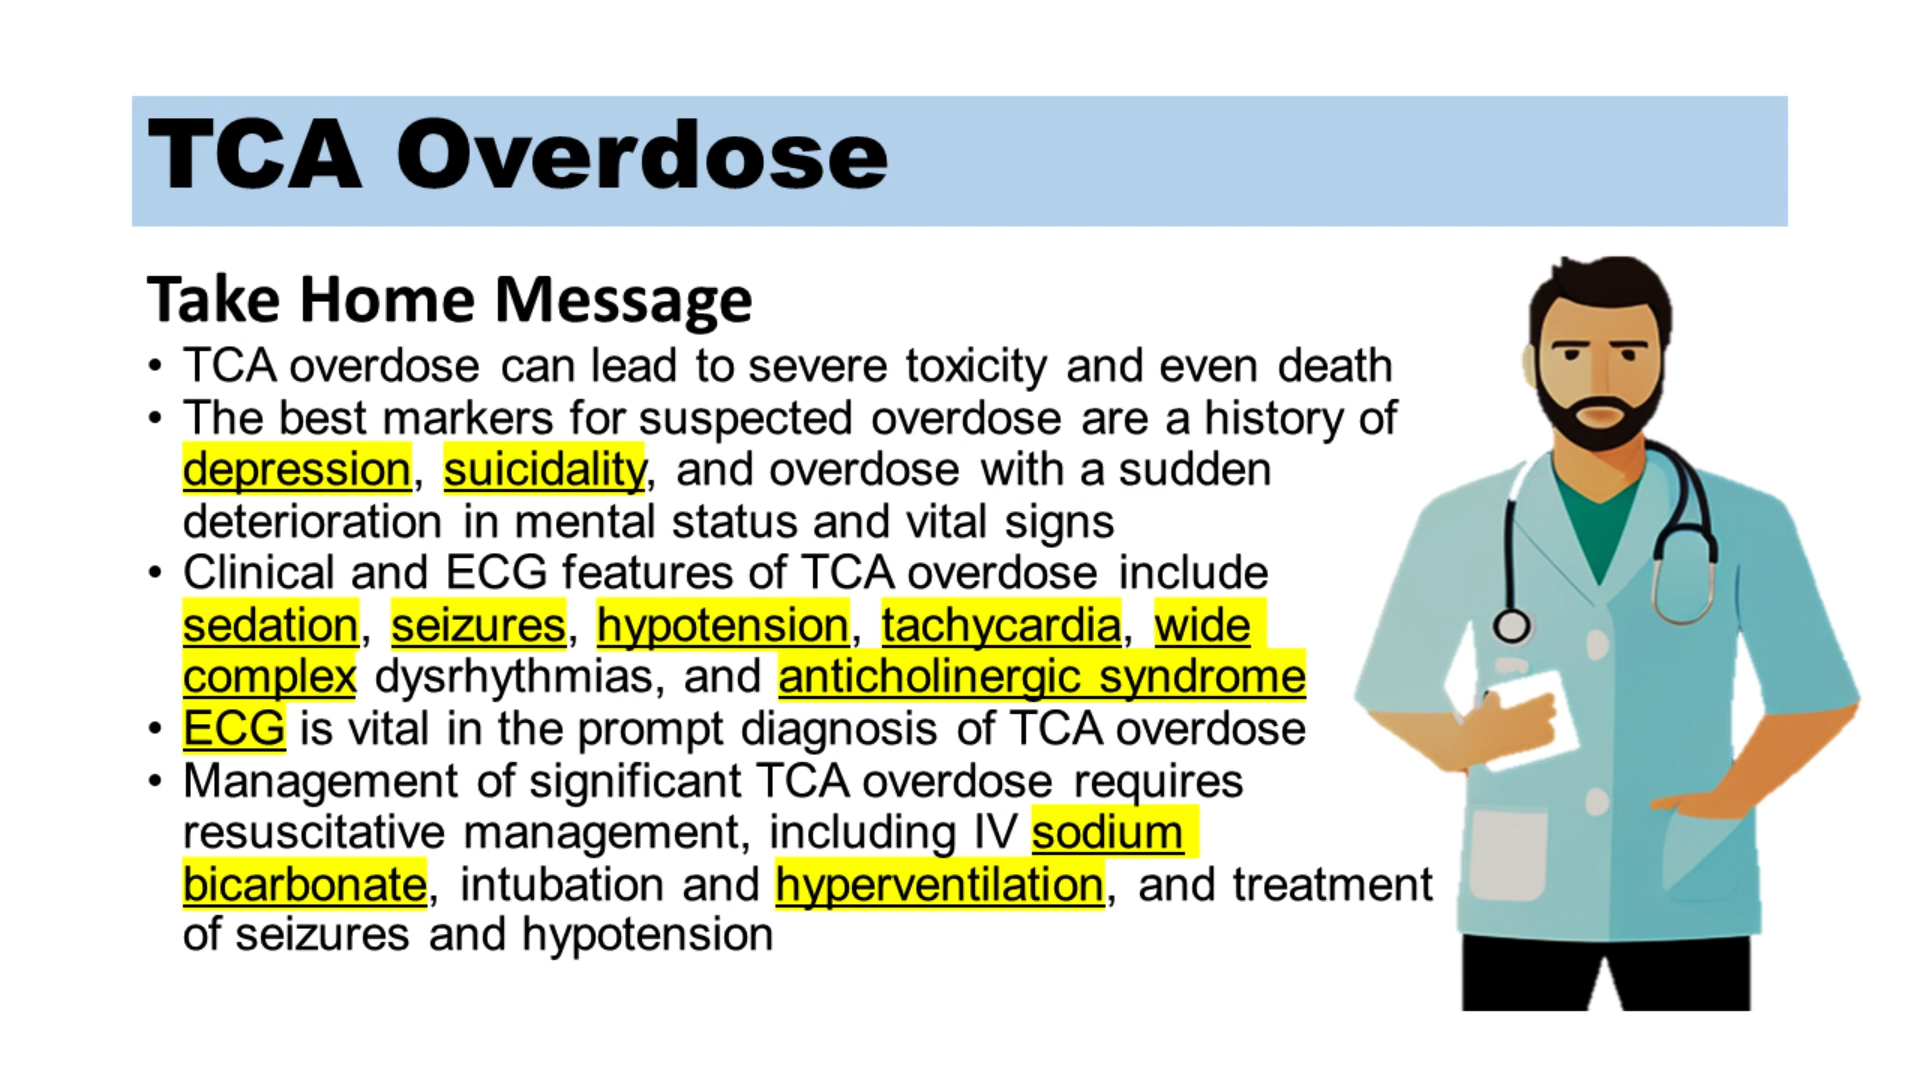 TCA Overdose
Take Home Message
• TCA overdose can lead to severe toxicity and even death
• The best markers for suspected overdose are a history of
depression, suicidality, and overdose with a sudden
deterioration in mental status and vital signs
• Clinical and ECG features of TCA overdose include
sedation, seizures, hypotension, tachycardia, wide
complex dysrhythmias, and anticholinergic syndrome
• ECG is vital in the prompt diagnosis of TCA overdose
• Management of significant TCA overdose requires
resuscitative management, including IV sodium
bicarbonate, intubation and hyperventilation, and treatment
of seizures and hypotension